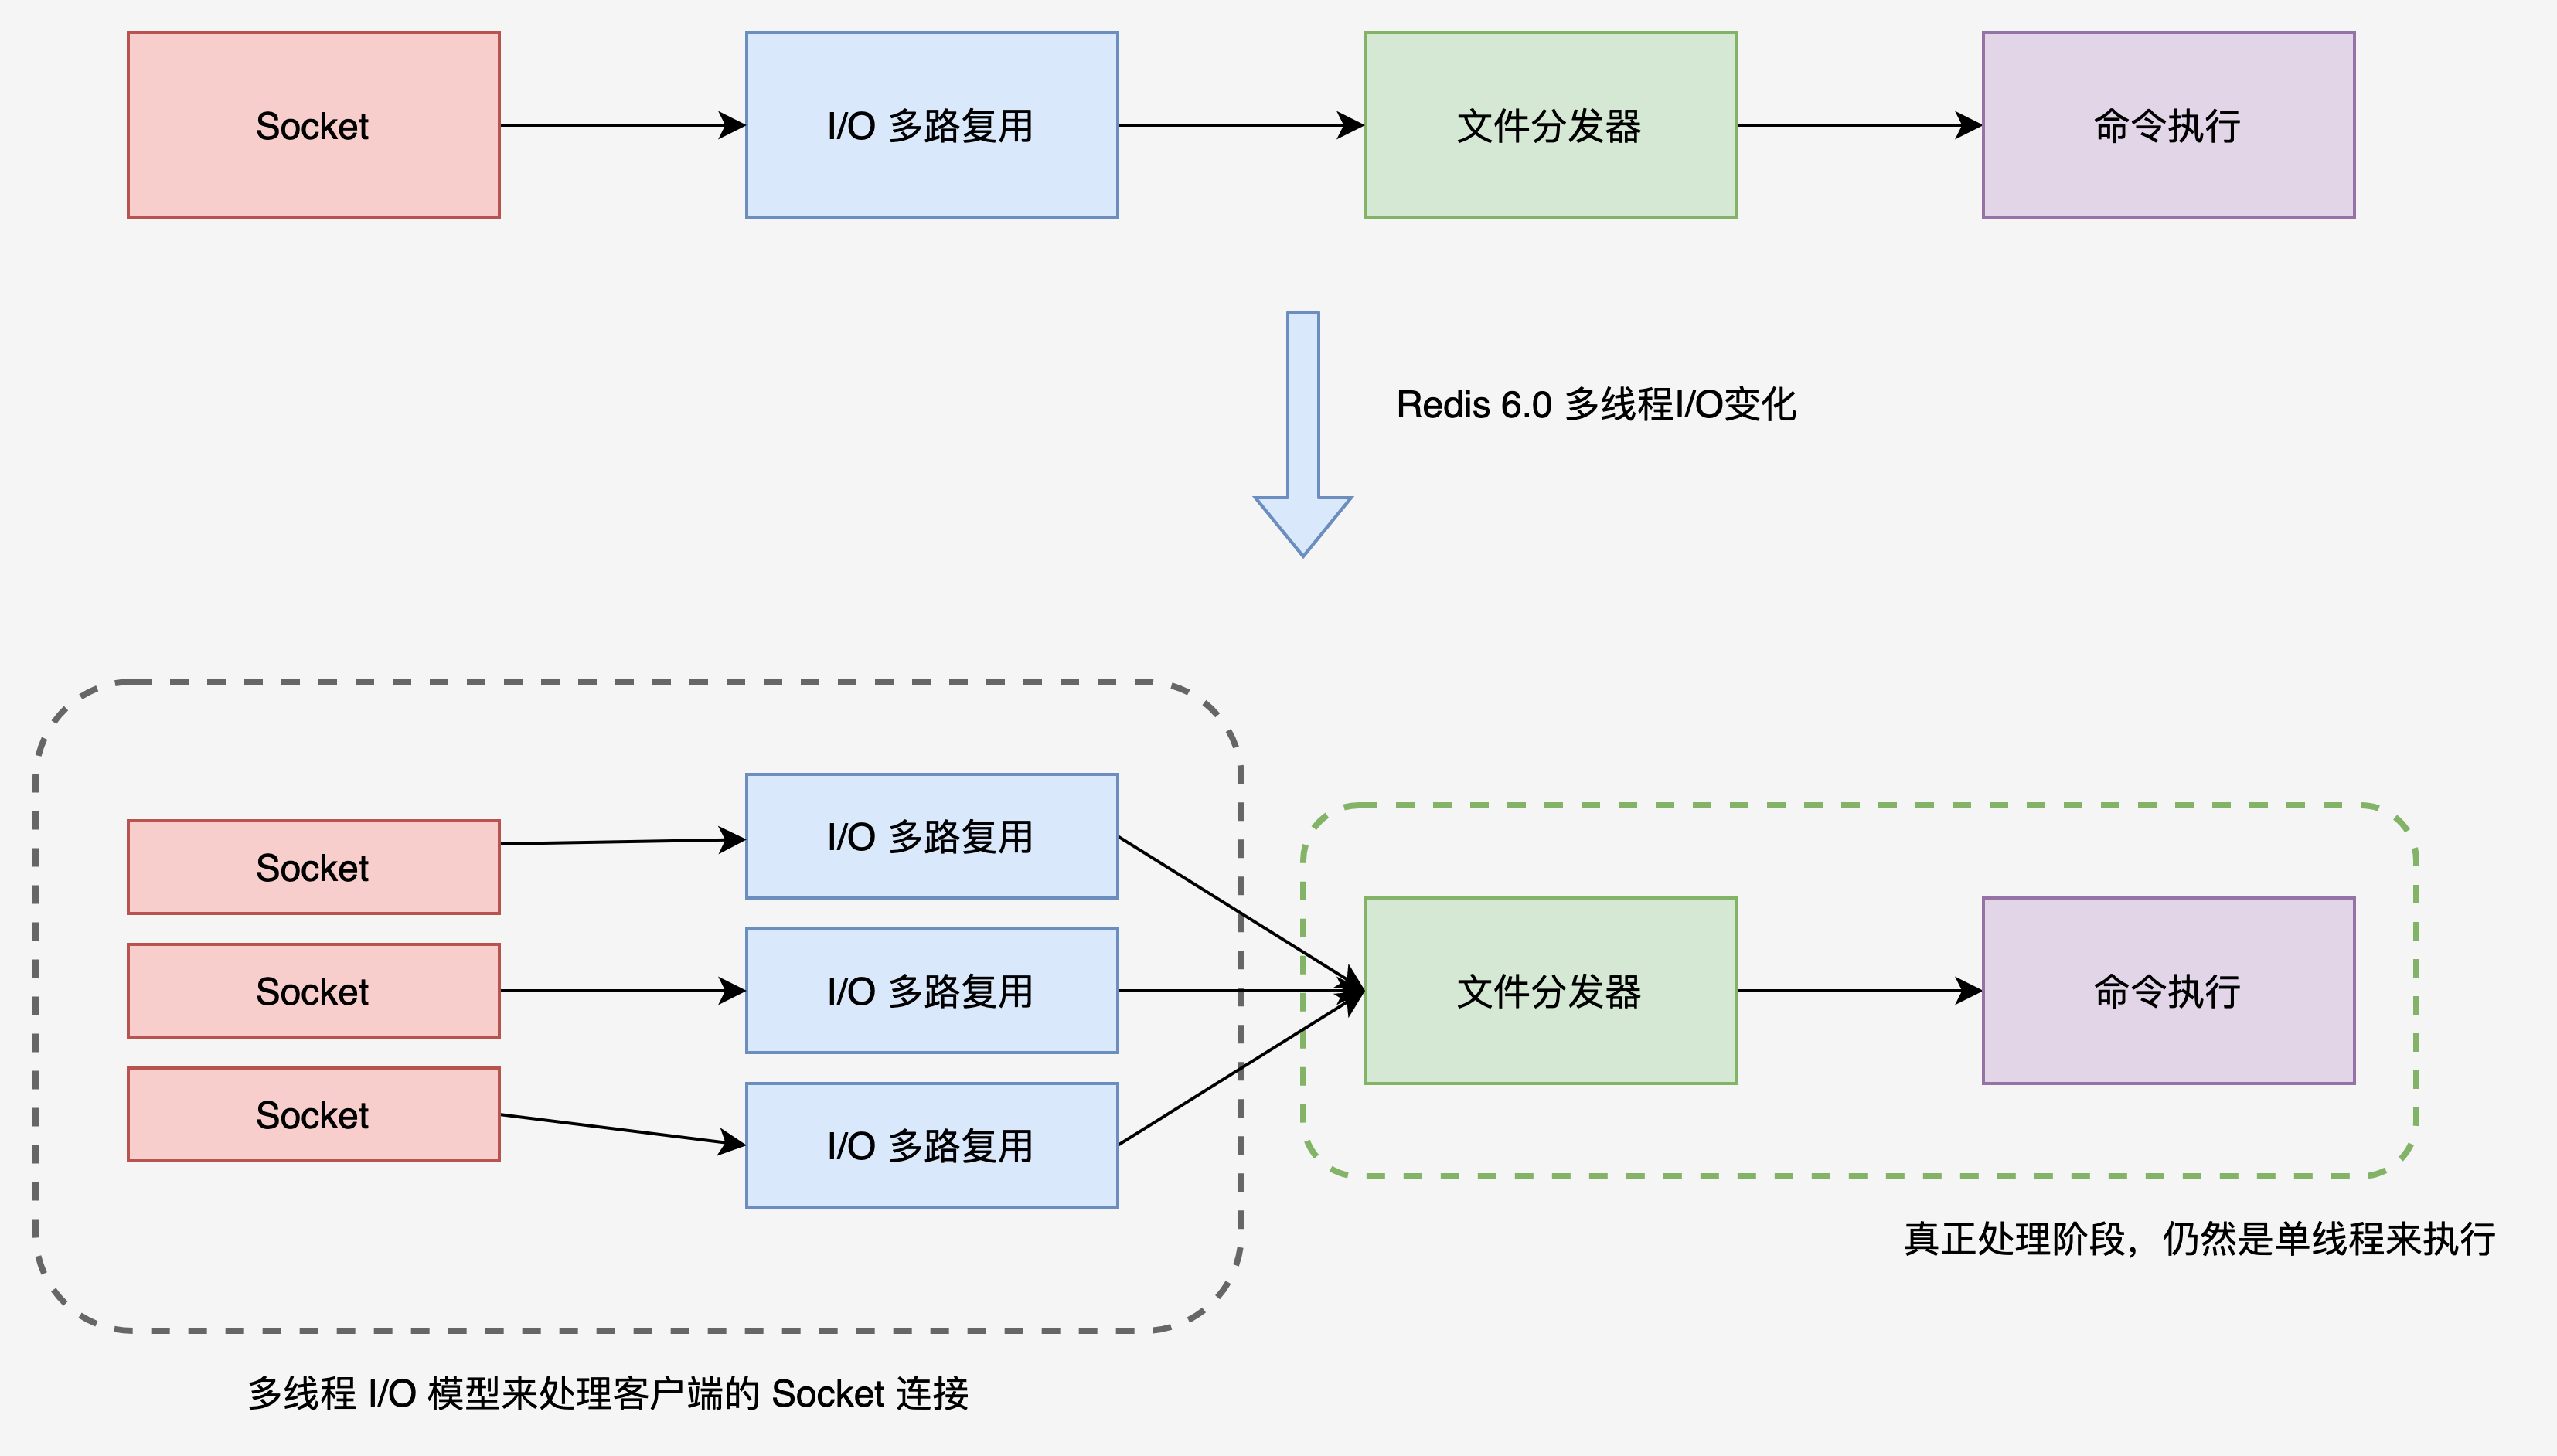 Socket
I/O 多路复用
文件分发器
命令执行
Redis 6.0 多线程I/O变化
Socket
Socket
Socket
I/O 多路复用
I/O 多路复用
I/O 多路复用
文件分发器
命令执行
真正处理阶段，仍然是单线程来执行
多线程 I/O 模型来处理客户端的 Socket 连接